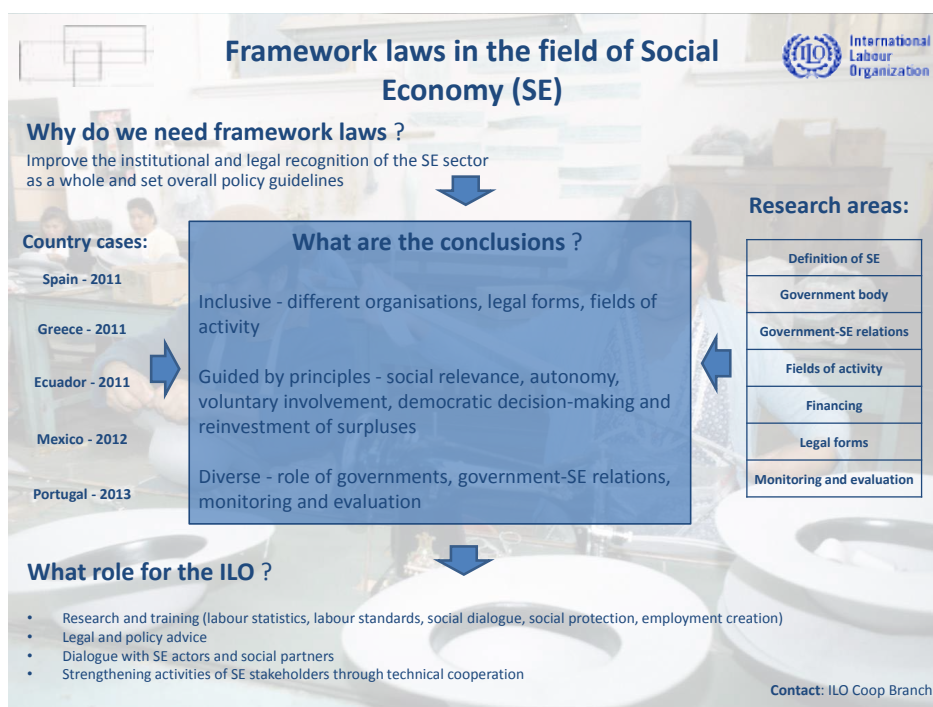 Framework laws in the field of Social
Economy (SE)
International
Labour
Organization
Why do we need framework laws ?
Improve the institutional and legal recognition of the SE sector
as a whole and set overall policy guidelines
Country cases:
Spain - 2011
Greece - 2011
Ecuador - 2011
Mexico - 2012
Portugal - 2013
What are the conclusions ?
Inclusive - different organisations, legal forms, fields of
activity
Guided by principles - social relevance, autonomy,
voluntary involvement, democratic decision-making and
reinvestment of surpluses
Diverse - role of governments, government-SE relations,
monitoring and evaluation
Research areas:
Definition of SE
Government body
Government-SE relations
Fields of activity
Financing
Legal forms
Monitoring and evaluation
What role for the ILO ?
• Research and training (labour statistics, labour standards, social dialogue, social protection, employment creation)
• Legal and policy advice
• Dialogue with SE actors and social partners
• Strengthening activities of SE stakeholders through technical cooperation
Contact: ILO Coop Branch